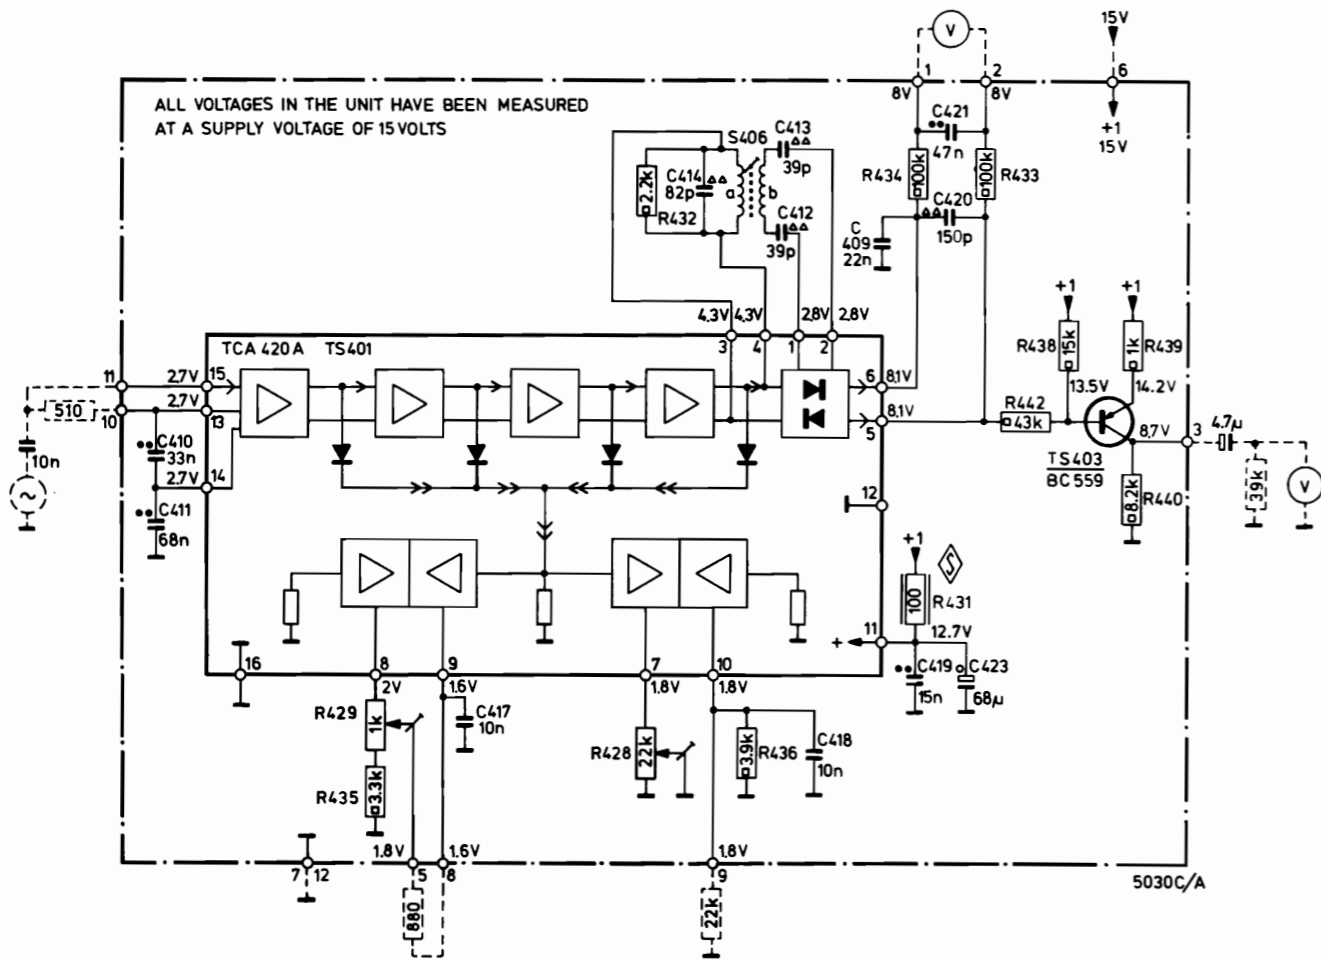 V
15V
1
2
6
8V
8V
ALL VOLTAGES IN THE UNIT HAVE BEEN MEASURED
AT A SUPPLY VOLTAGE OF 15 VOLTS
+1
15V
C421
47n
S406
C413
39p
C414
82p
a
b
2.2k
R432
C412
39p
R434
100k
100k
R433
C420
150p
C
409
22n
4.3V
4.3V
2.8V
2.8V
3
4
1
2
TCA 420A TS401
+1
+1
R438
15k
1k
R439
11
2.7V
15
6
8.1V
13.5V
14.2V
510
10
2.7V
13
5
8.1V
R442
43k
8,7V
3
4.7µ
10n
C410
33n
TS403
BC 559
39k
V
2.7V
14
8.2k
R440
C411
68n
12
+1
S
100
R431
+
11
12.7V
16
8
9
7
10
C419
15n
C423
68µ
2V
1.6V
1.8V
1.8V
R429
1k
C417
10n
R428
22k
3.9k
R436
C418
10n
R435
3.3k
1.8V
1.6V
1.8V
7
12
5
8
9
5030C/A
880
22k